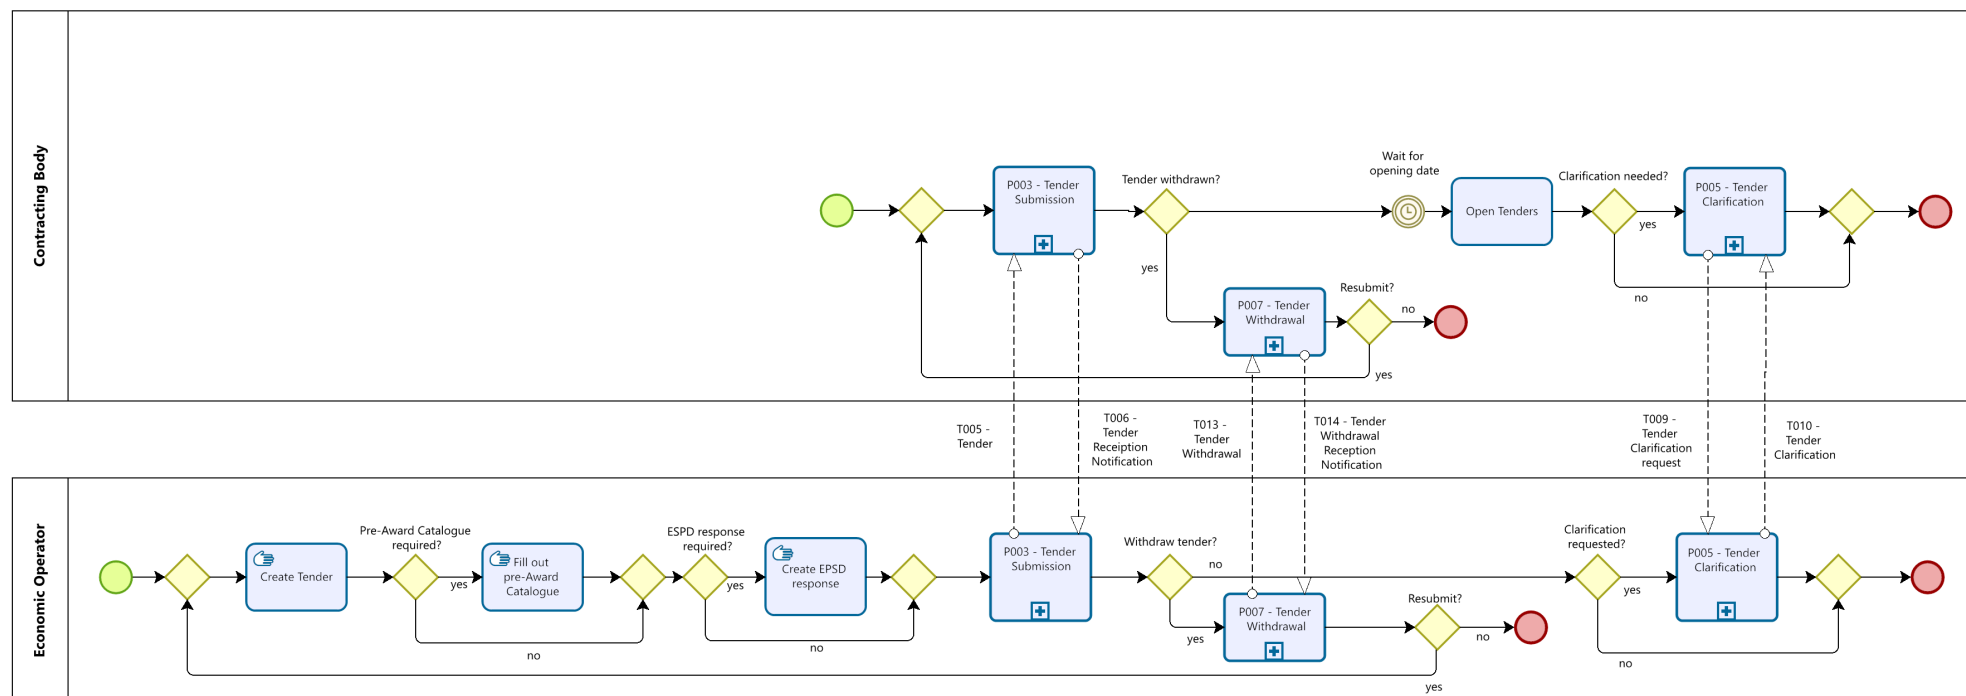 Contracting Body
P003 - Tender
Submission
Tender withdrawn?
yes
P007 - Tender
Withdrawal
Resubmit?
no
yes
Wait for
opening date
Open Tenders
Clarification needed?
yes
no
P005 - Tender
Clarification
T005 -
Tender
T006 -
Tender
Receiption
Notification
T013 -
Tender
Withdrawal
T014 - Tender
Withdrawal
Reception
Notification
T009 -
Tender
Clarification
request
T010 -
Tender
Clarification
Economic Operator
Create Tender
Pre-Award Catalogue
required?
yes
no
Fill out
pre-Award
Catalogue
ESPD response
required?
yes
no
Create EPSD
response
P003 - Tender
Submission
Withdraw tender?
no
yes
P007 - Tender
Withdrawal
Resubmit?
no
yes
Clarification
requested?
yes
no
P005 - Tender
Clarification